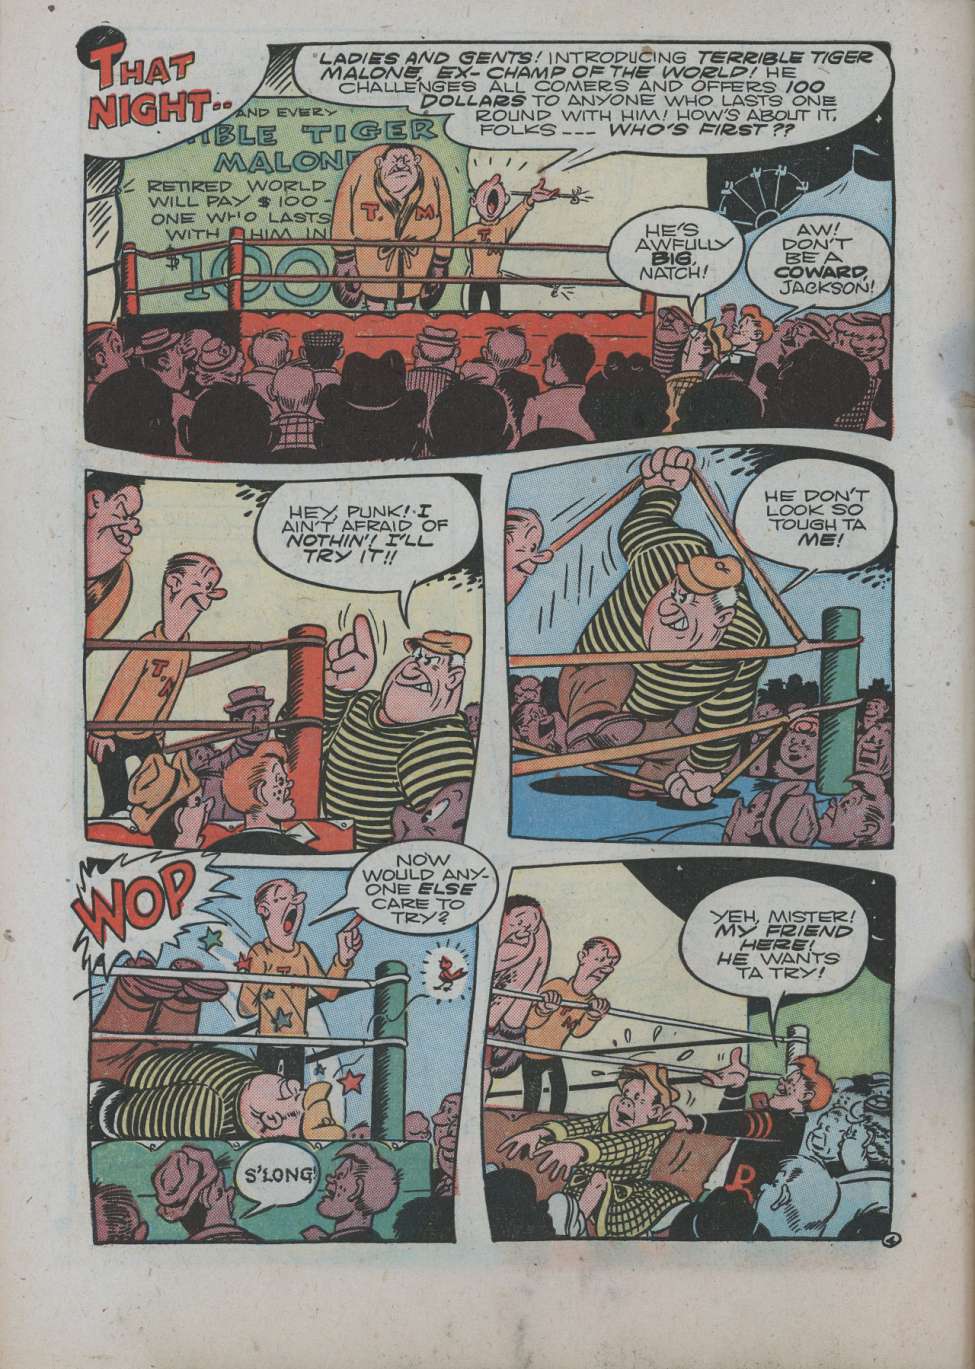 THAT
NIGHT--
"LADIES AND GENTS! INTRODUCING TERRIBLE TIGER
MALONE, EX-CHAMP OF THE WORLD! HE
CHALLENGES ALL COMERS AND OFFERS 100
DOLLARS TO ANYONE WHO LASTS ONE
ROUND WITH HIM! HOW'S ABOUT IT,
FOLKS --- WHO'S FIRST??
AND EVERY
IBLE TIGER
MALONE
RETIRED WORLD
WILL PAY $100-
ONE WHO LASTS
WITH HIM IN
$100
T. M.
T.
HE'S
AWFULLY
BIG,
NATCH!
AW!
DON'T
BE A
COWARD,
JACKSON!
HEY, PUNK! I
AIN'T AFRAID OF
NOTHIN'! I'LL
TRY IT!!
T.M.
HE DON'T
LOOK SO
TOUGH TA
ME!
WOP
NOW
WOULD ANY-
ONE ELSE
CARE TO
TRY?
S'LONG!
YEH, MISTER!
MY FRIEND
HERE!
HE WANTS
TA TRY!
T.M.
R
4